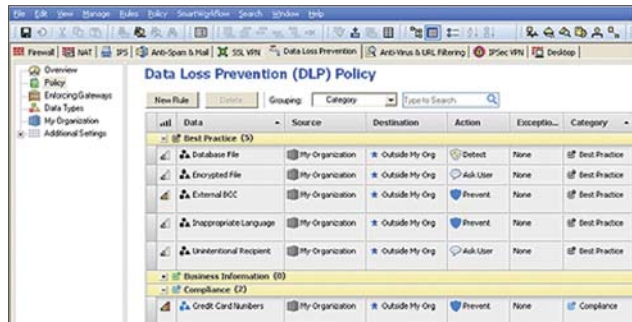 File Edit View Manage Rules Policy SmartWorkflow Search Window Help
Firewall NAT IPS Anti-Spam & Mail SSL VPN Data Loss Prevention Anti-Virus & URL Filtering IPSec VPN Desktop
Overview
Policy
Enforcing Gateways
Data Types
My Organization
Additional Settings
Data Loss Prevention (DLP) Policy
New Rule Delete Grouping: Category Type to Search
Data Source Destination Action Exceptio... Category
Best Practice (5)
Database File My Organization Outside My Org Detect None Best Practice
Encrypted File My Organization Outside My Org Ask User None Best Practice
External BCC My Organization Outside My Org Prevent None Best Practice
Inappropriate Language My Organization Outside My Org Prevent None Best Practice
Unintentional Recipient My Organization Outside My Org Ask User None Best Practice
Business Information (0)
Compliance (2)
Credit Card Numbers My Organization Outside My Org Prevent None Compliance